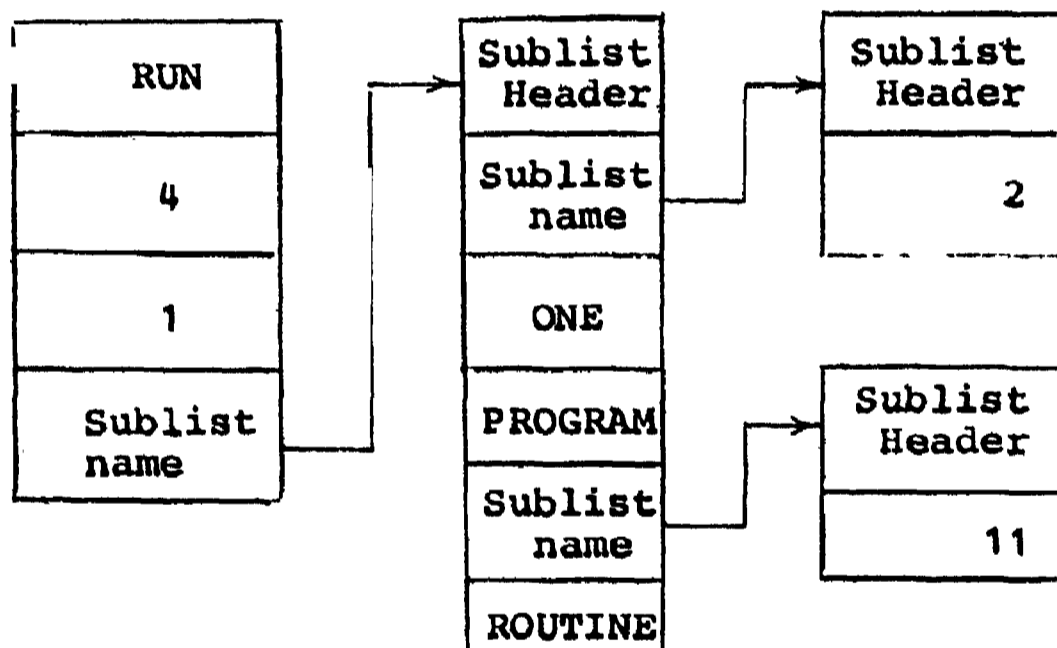 RUN
4
1
Sublist
name
Sublist
Header
Sublist
name
ONE
PROGRAM
Sublist
name
ROUTINE
Sublist
Header
2
Sublist
Header
11